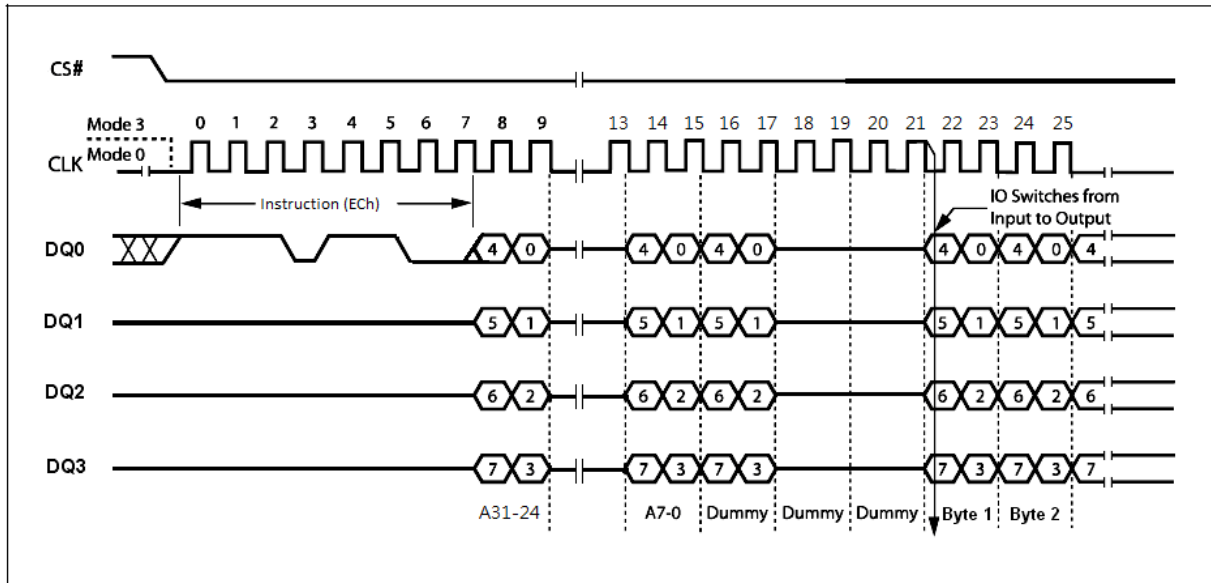 CS#
Mode 3
0 1 2 3 4 5 6 7 8 9 13 14 15 16 17 18 19 20 21 22 23 24 25
Mode 0
CLK
Instruction (ECh)
IO Switches from
Input to Output
DQ0 4 0 4 0 4 0 4 0 4 0 4
DQ1 5 1 5 1 5 1 5 1 5 1 5
DQ2 6 2 6 2 6 2 6 2 6 2 6
DQ3 7 3 7 3 7 3 7 3 7 3 7
A31-24 A7-0 Dummy Dummy Dummy Byte 1 Byte 2